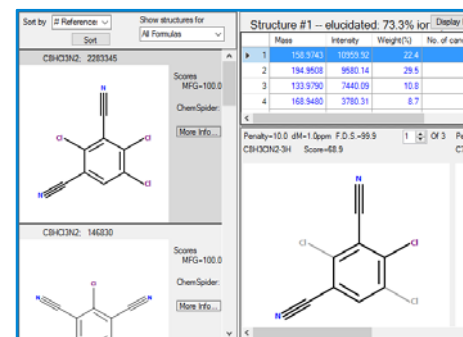 Sort by # Reference
Show structures for
Sort
All Formulas
C8HCl3N2; 2283345
Scores
MFG=100.0
ChemSpider:
More Info...
N
Cl
Cl
N
Cl
C8HCl3N2; 146830
Scores
MFG=100.0
ChemSpider:
More Info...
Cl
N
N
Structure #1 -- elucidated: 73.3% ion
Display
Mass Intensity Weight(%) No. of can
1 158.9743 10959.92 22.4
2 194.9508 9580.14 29.5
3 133.9790 7440.09 10.8
4 168.9480 3780.31 8.7
Penalty=10.0 dM=1.0ppm F.D.S.=99.9 1 Of 3 Pe
C8H3ClN2-3H Score=68.9 C7
N
Cl
Cl
N
Cl